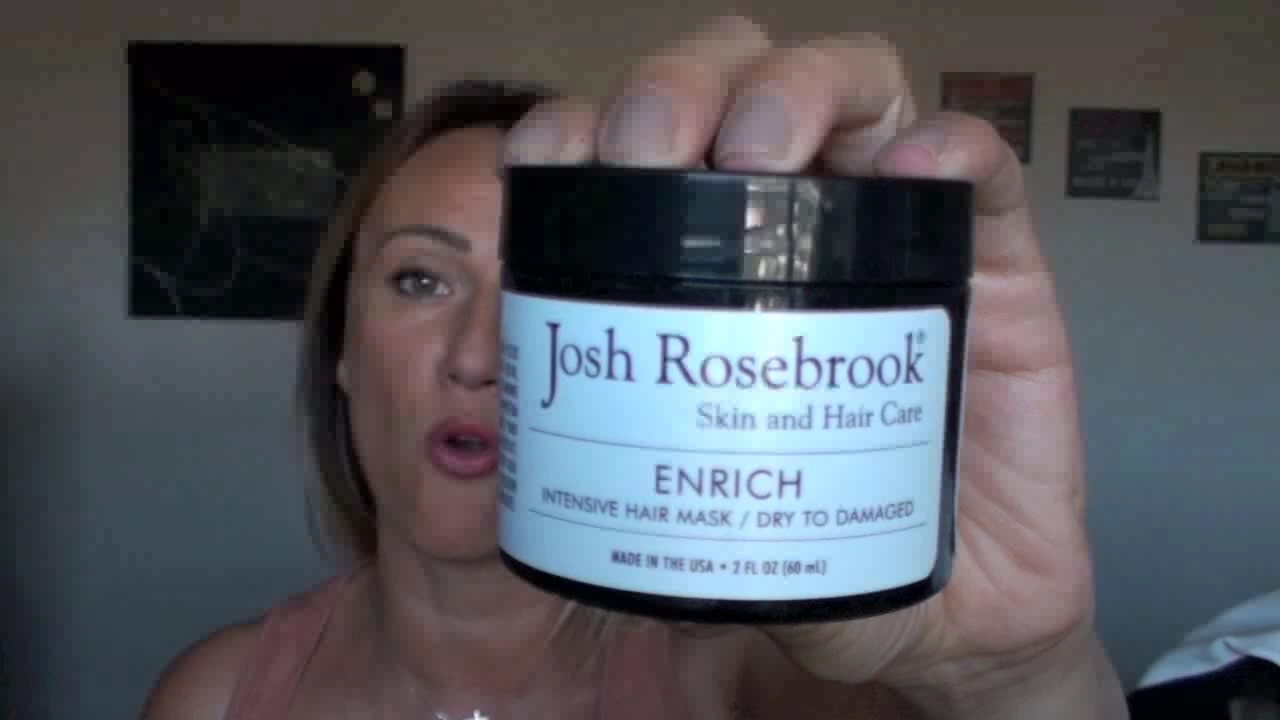 Josh Rosebrook®
Skin and Hair Care
ENRICH
INTENSIVE HAIR MASK / DRY TO DAMAGED
MADE IN THE USA • 2 FL OZ (60 mL)